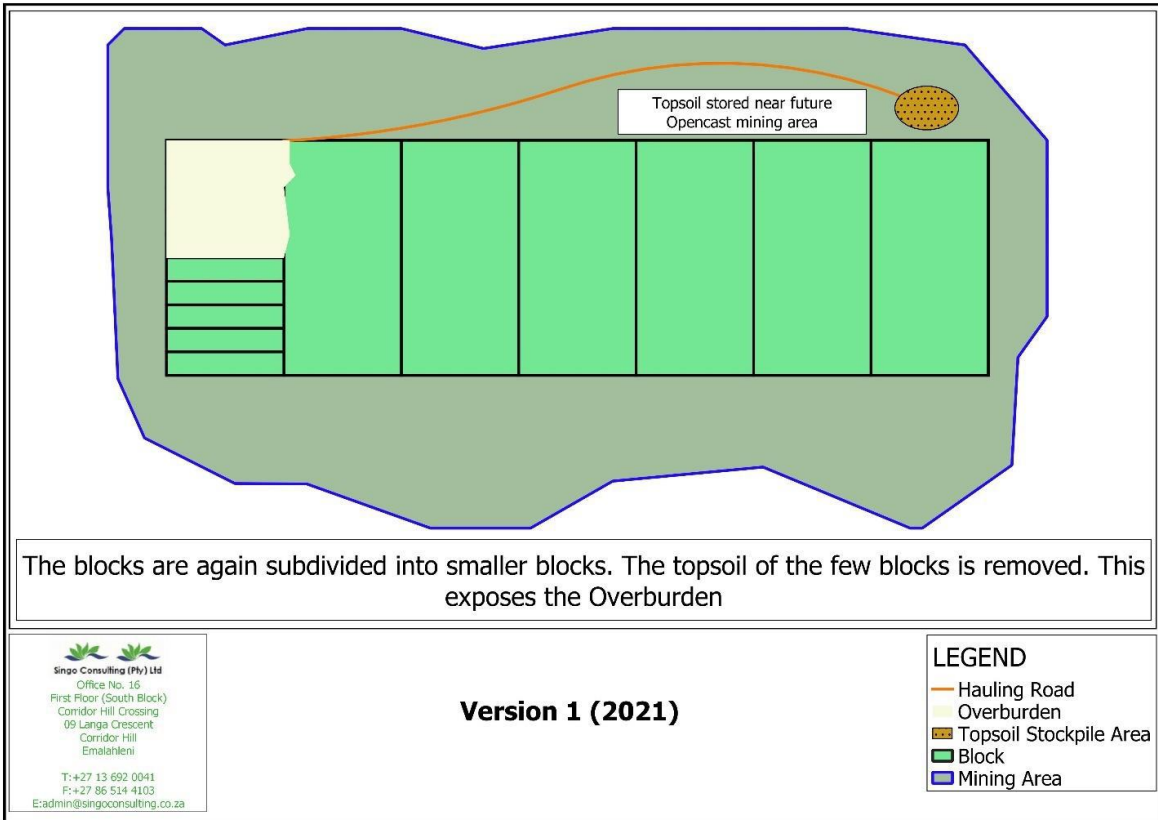 Topsoil stored near future
Opencast mining area
The blocks are again subdivided into smaller blocks. The topsoil of the few blocks is removed. This
exposes the Overburden
Singo Consulting (Pty) Ltd
Office No. 16
First Floor (South Block)
Corridor Hill Crossing
09 Langa Crescent
Corridor Hill
Emalahleni
T:+27 13 692 0041
F:+27 86 514 4103
E:admin@singoconsulting.co.za
Version 1 (2021)
LEGEND
Hauling Road
Overburden
Topsoil Stockpile Area
Block
Mining Area